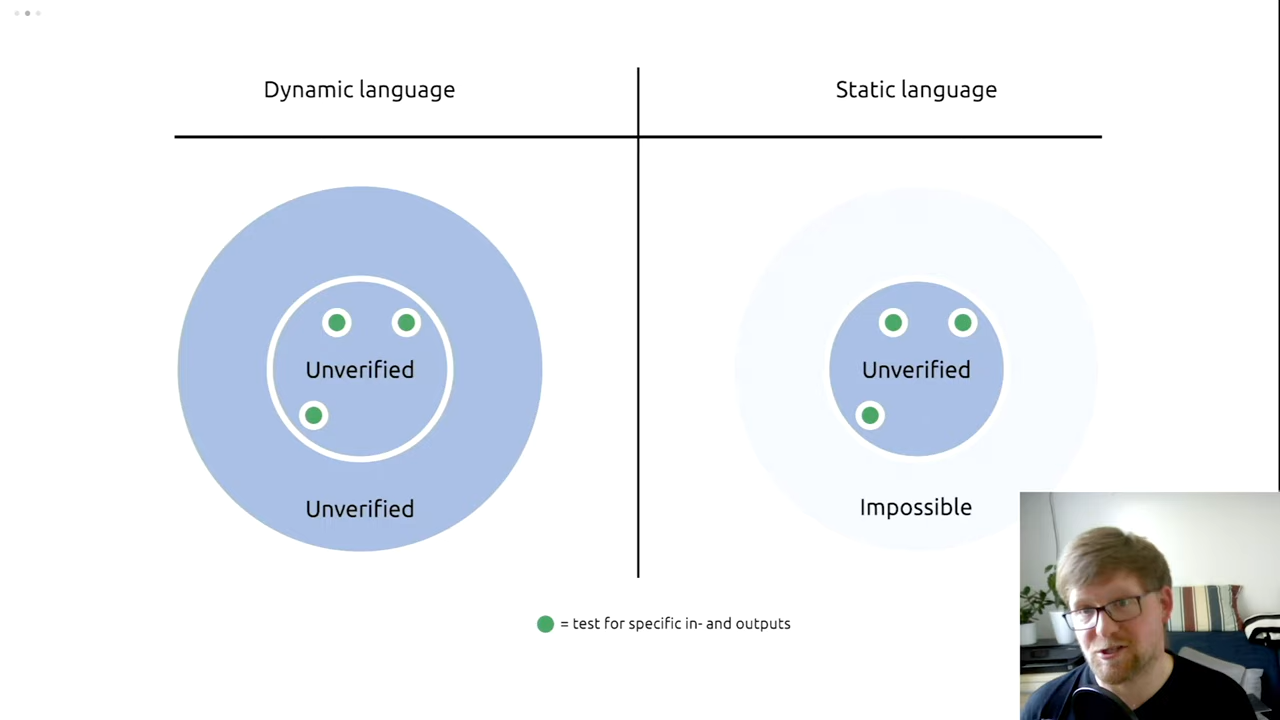 Dynamic language
Static language
Unverified
Unverified
Unverified
Impossible
= test for specific in- and outputs